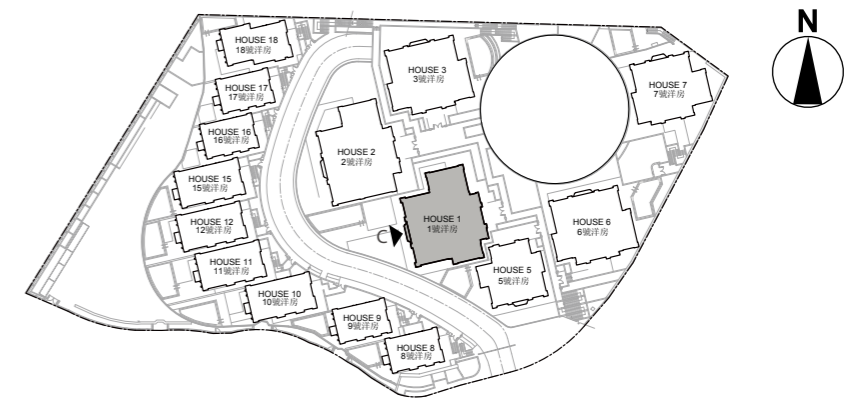 N
HOUSE 18
18號洋房
HOUSE 3
3號洋房
HOUSE 17
17號洋房
HOUSE 7
7號洋房
HOUSE 16
16號洋房
HOUSE 2
2號洋房
HOUSE 15
15號洋房
HOUSE 12
12號洋房
HOUSE 1
1號洋房
HOUSE 6
6號洋房
C
HOUSE 11
11號洋房
HOUSE 5
5號洋房
HOUSE 10
10號洋房
HOUSE 9
9號洋房
HOUSE 8
8號洋房